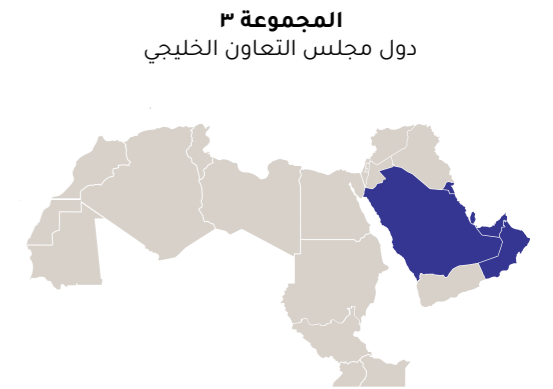 المجموعة ٣
دول مجلس التعاون الخليجي